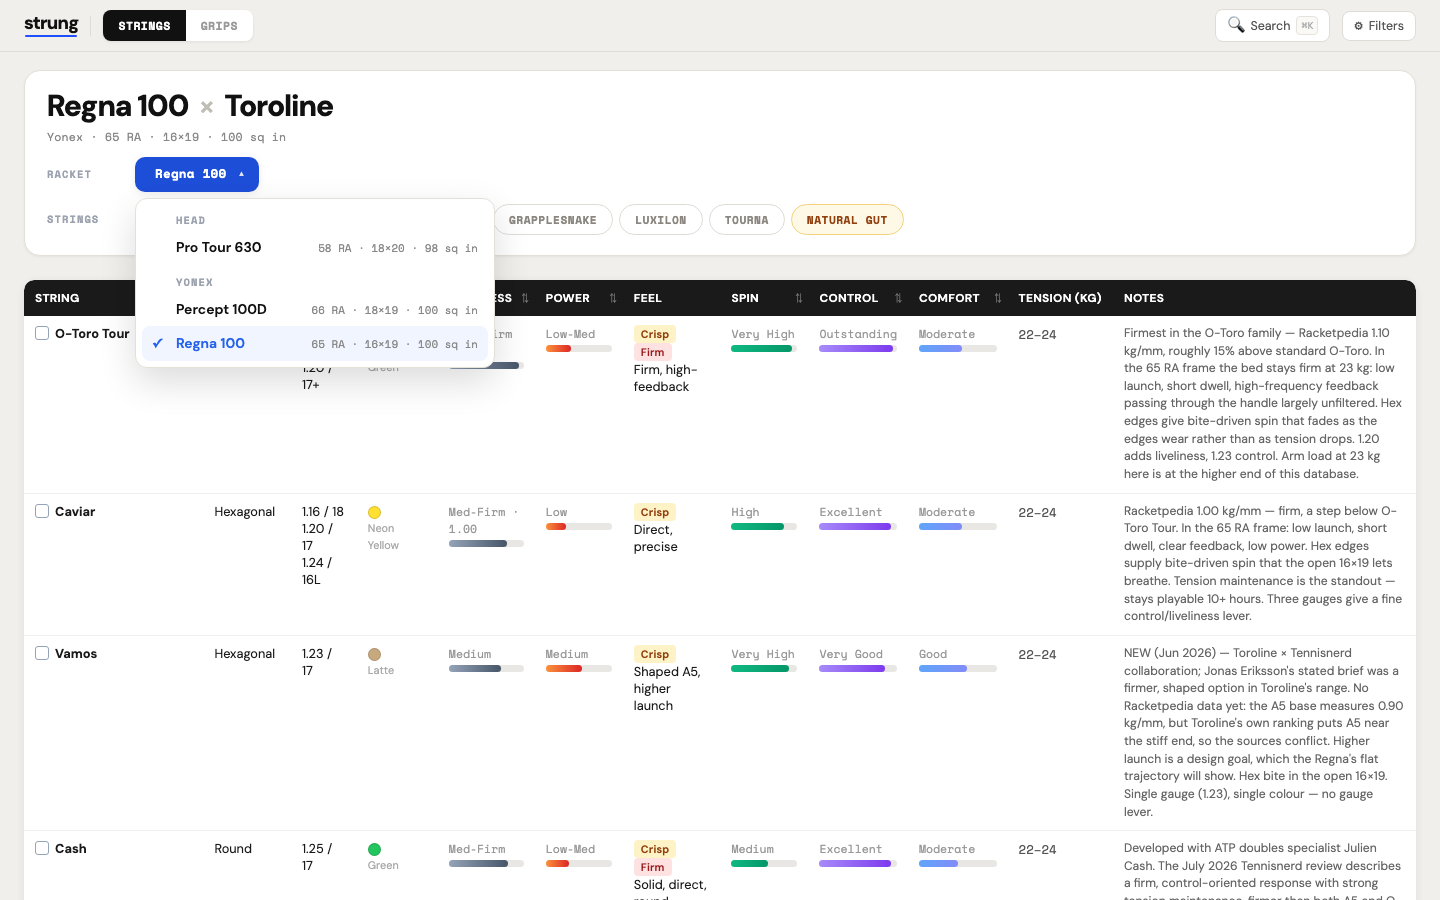 strung
STRINGS GRIPS
Search ⌘K
Filters
Regna 100 × Toroline
Yonex · 65 RA · 16×19 · 100 sq in
RACKET Regna 100
STRINGS
GRAPPLESNAKE LUXILON TOURNA NATURAL GUT
HEAD
Pro Tour 630 58 RA · 18×20 · 98 sq in
YONEX
Percept 100D 66 RA · 18×19 · 100 sq in
✓ Regna 100 65 RA · 16×19 · 100 sq in
STRING POWER FEEL SPIN CONTROL COMFORT TENSION (KG) NOTES
O-Toro Tour
17+
Low-Med
Crisp
Firm
Firm, high-
feedback
Very High
Outstanding
Moderate
22–24
Firmest in the O-Toro family — Racketpedia 1.10
kg/mm, roughly 15% above standard O-Toro. In
the 65 RA frame the bed stays firm at 23 kg: low
launch, short dwell, high-frequency feedback
passing through the handle largely unfiltered. Hex
edges give bite-driven spin that fades as the
edges wear rather than as tension drops. 1.20
adds liveliness, 1.23 control. Arm load at 23 kg
here is at the higher end of this database.
Caviar
Hexagonal
1.16 / 18
1.20 /
17
1.24 /
16L
Neon
Yellow
Med-Firm ·
1.00
Low
Crisp
Direct,
precise
High
Excellent
Moderate
22–24
Racketpedia 1.00 kg/mm — firm, a step below O-
Toro Tour. In the 65 RA frame: low launch, short
dwell, clear feedback, low power. Hex edges
supply bite-driven spin that the open 16×19 lets
breathe. Tension maintenance is the standout —
stays playable 10+ hours. Three gauges give a fine
control/liveliness lever.
Vamos
Hexagonal
1.23 /
17
Latte
Medium
Medium
Crisp
Shaped A5,
higher
launch
Very High
Very Good
Good
22–24
NEW (Jun 2026) — Toroline × Tennisnerd
collaboration; Jonas Eriksson's stated brief was a
firmer, shaped option in Toroline's range. No
Racketpedia data yet: the A5 base measures 0.90
kg/mm, but Toroline's own ranking puts A5 near
the stiff end, so the sources conflict. Higher
launch is a design goal, which the Regna's flat
trajectory will show. Hex bite in the open 16×19.
Single gauge (1.23), single colour — no gauge
lever.
Cash
Round
1.25 /
17
Green
Med-Firm
Low-Med
Crisp
Firm
Solid, direct,
Medium
Excellent
Moderate
22–24
Developed with ATP doubles specialist Julien
Cash. The July 2026 Tennisnerd review describes
a firm, control-oriented response with strong